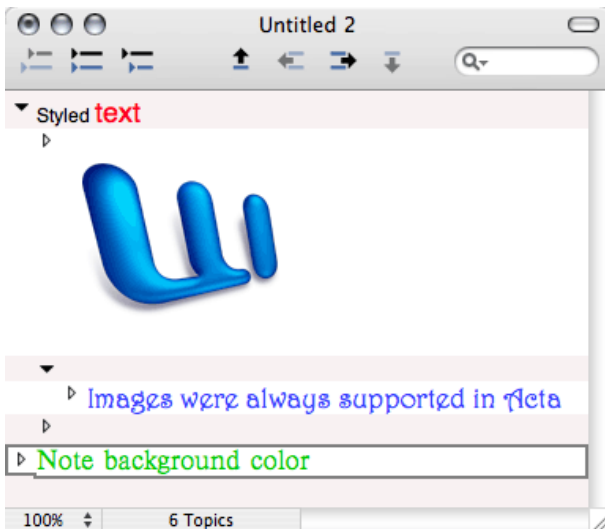 Untitled 2
Styled text
Images were always supported in Acta
Note background color
100% 6 Topics